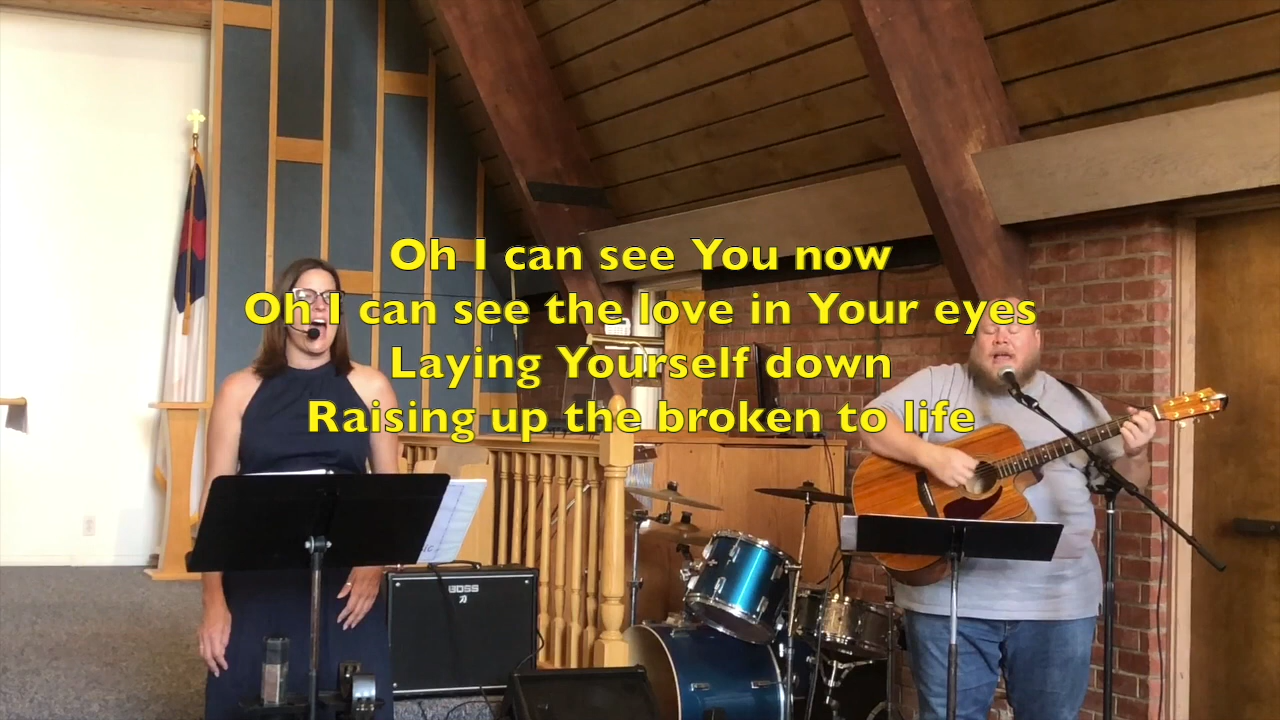 Oh I can see You now
Oh I can see the love in Your eyes
Laying Yourself down
Raising up the broken to life
BOSS